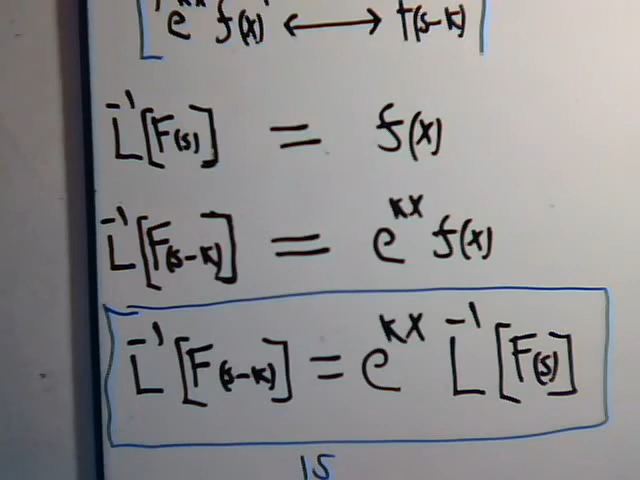 e^{kx} f(x) ⟷ F(s-k)
L^{-1}[F(s)] = f(x)
L^{-1}[F(s-k)] = e^{kx} f(x)
L^{-1}[F(s-k)] = e^{kx} L^{-1}[F(s)]
15